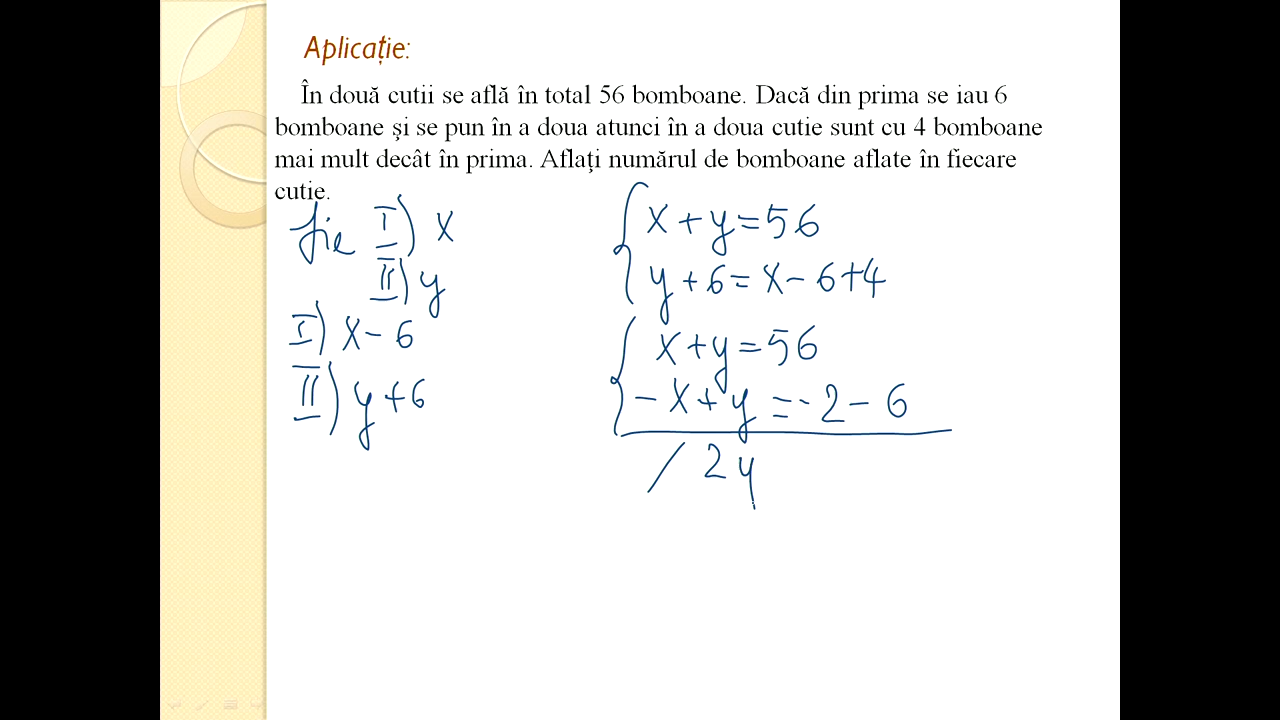 Aplicație:
În două cutii se află în total 56 bomboane. Dacă din prima se iau 6
bomboane şi se pun în a doua atunci în a doua cutie sunt cu 4 bomboane
mai mult decât în prima. Aflaţi numărul de bomboane aflate în fiecare
cutie.
fie I) x
II) y
I) x - 6
II) y + 6
x + y = 56
y + 6 = x - 6 + 4
x + y = 56
- x + y = - 2 - 6
/ 2y